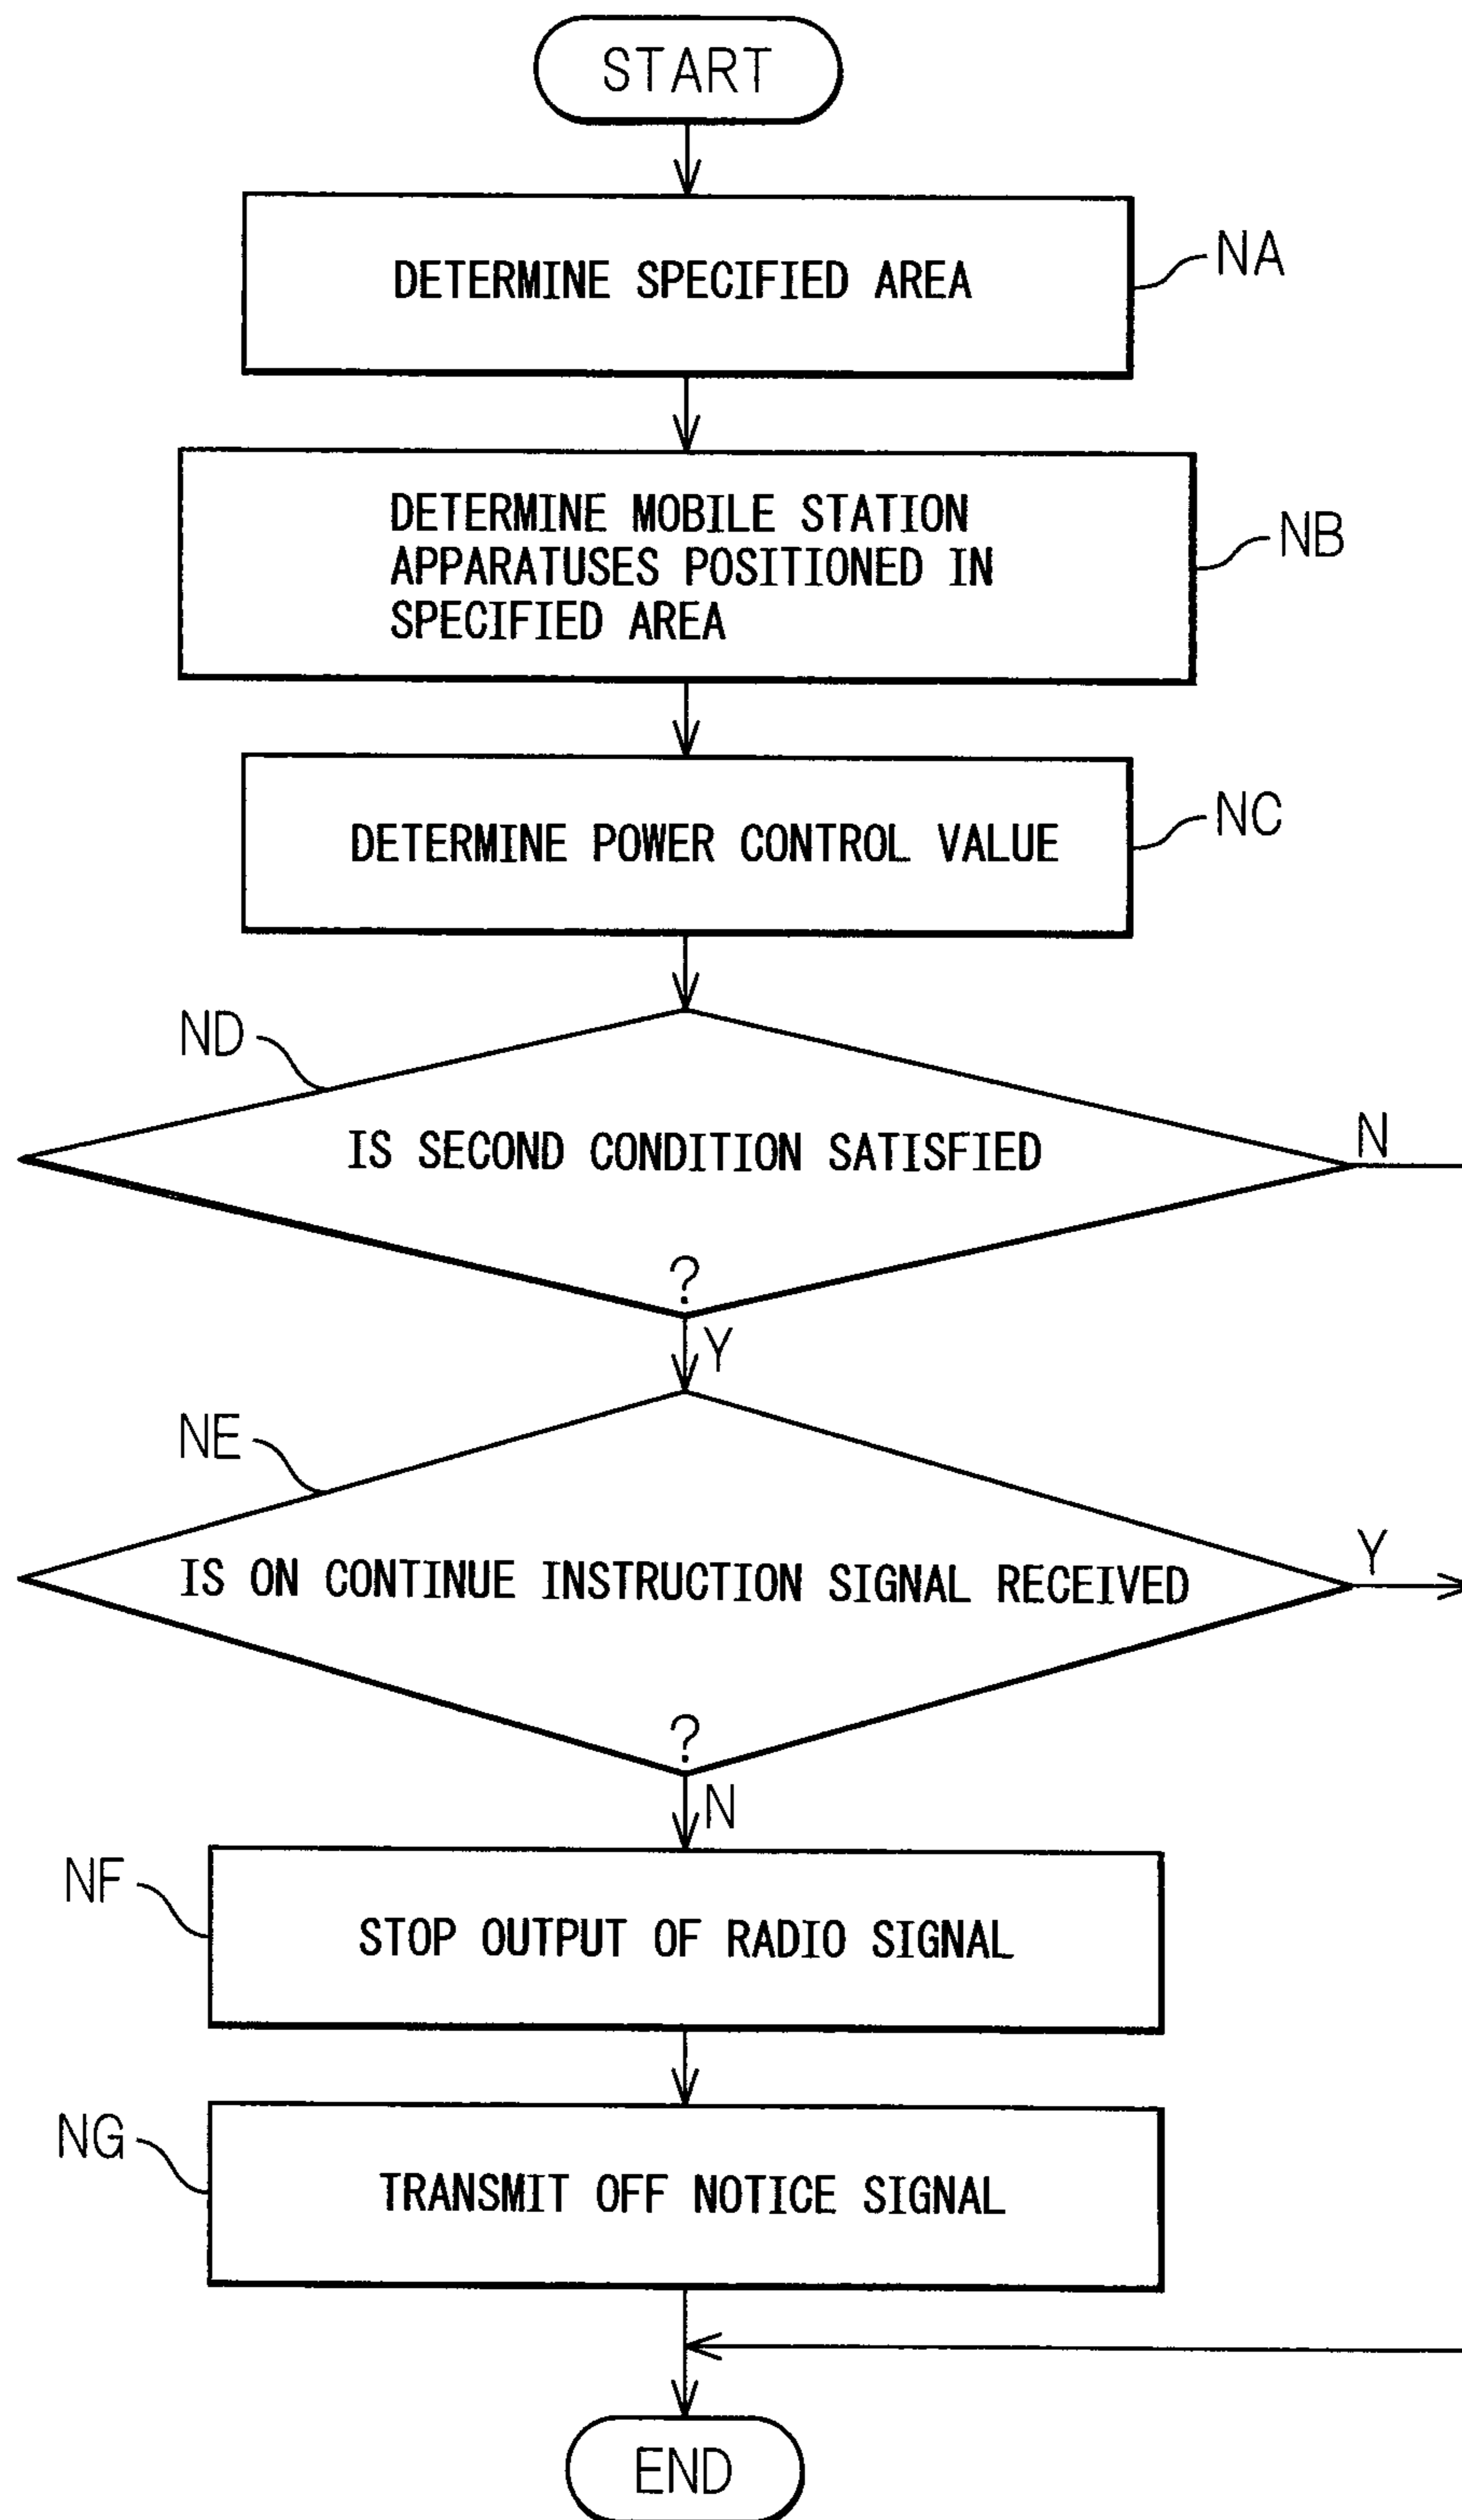 START
DETERMINE SPECIFIED AREA
NA
DETERMINE MOBILE STATION
APPARATUSES POSITIONED IN
SPECIFIED AREA
NB
DETERMINE POWER CONTROL VALUE
NC
ND
IS SECOND CONDITION SATISFIED
?
N
Y
NE
IS ON CONTINUE INSTRUCTION SIGNAL RECEIVED
?
Y
N
NF
STOP OUTPUT OF RADIO SIGNAL
NG
TRANSMIT OFF NOTICE SIGNAL
END